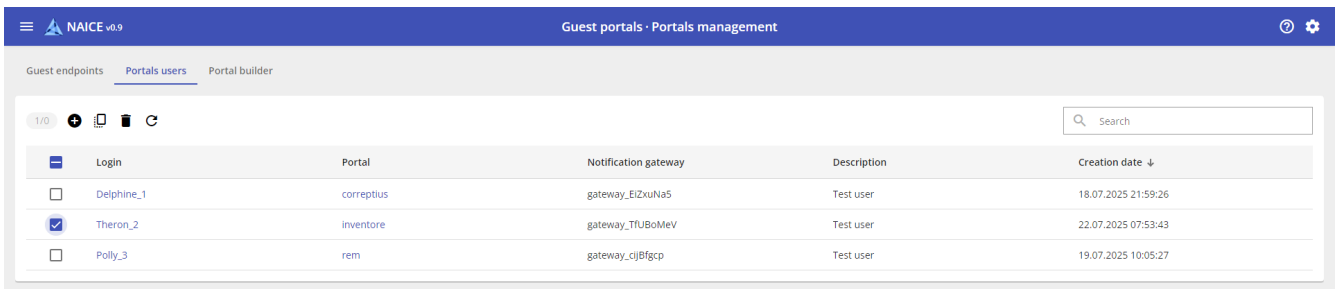 NAICE v0.9 Guest portals · Portals management
Guest endpoints Portals users Portal builder
1/0 Search
Login Portal Notification gateway Description Creation date
Delphine_1 correptius gateway_EiZxuNa5 Test user 18.07.2025 21:59:26
Theron_2 inventore gateway_TfUBoMeV Test user 22.07.2025 07:53:43
Polly_3 rem gateway_cijBfgcp Test user 19.07.2025 10:05:27